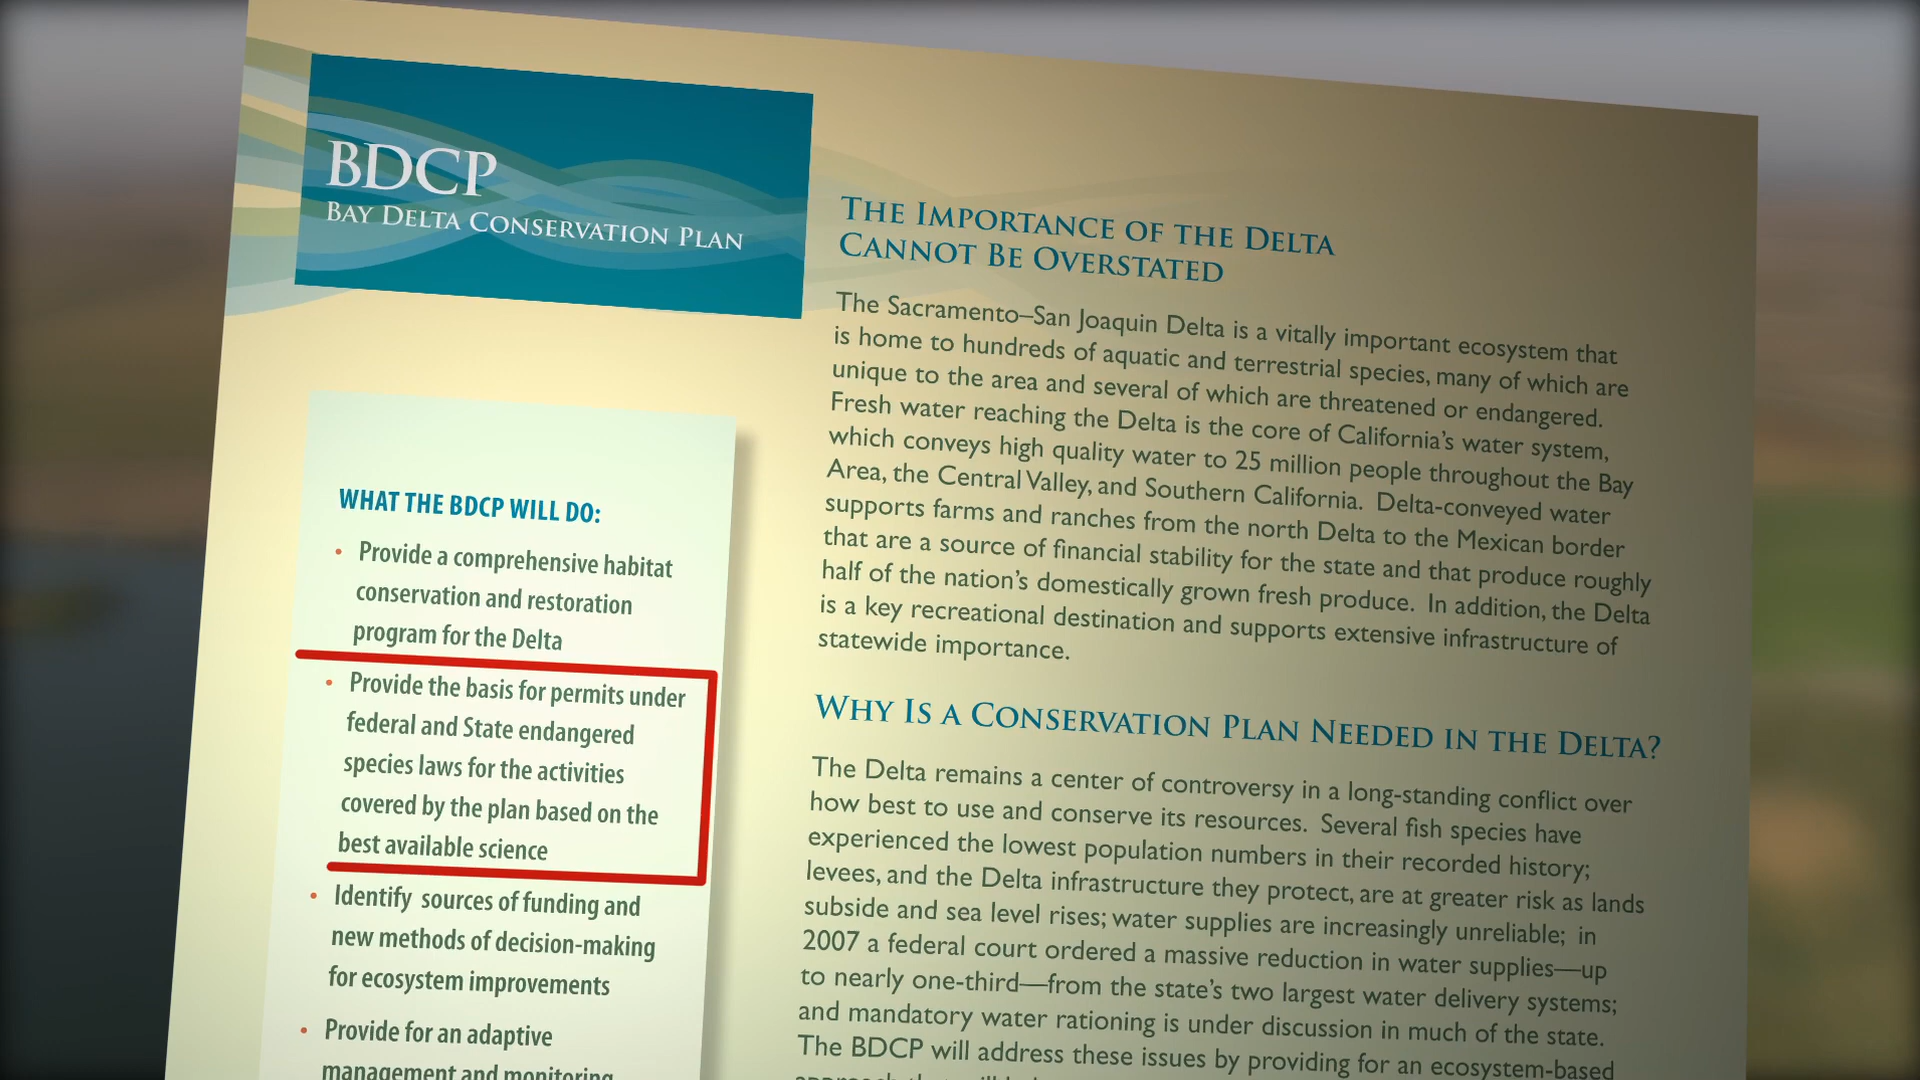 BDCP
BAY DELTA CONSERVATION PLAN
WHAT THE BDCP WILL DO:
• Provide a comprehensive habitat
conservation and restoration
program for the Delta
• Provide the basis for permits under
federal and State endangered
species laws for the activities
covered by the plan based on the
best available science
• Identify sources of funding and
new methods of decision-making
for ecosystem improvements
• Provide for an adaptive
management and monitoring
THE IMPORTANCE OF THE DELTA
CANNOT BE OVERSTATED
The Sacramento–San Joaquin Delta is a vitally important ecosystem that
is home to hundreds of aquatic and terrestrial species, many of which are
unique to the area and several of which are threatened or endangered.
Fresh water reaching the Delta is the core of California's water system,
which conveys high quality water to 25 million people throughout the Bay
Area, the Central Valley, and Southern California. Delta-conveyed water
supports farms and ranches from the north Delta to the Mexican border
that are a source of financial stability for the state and that produce roughly
half of the nation's domestically grown fresh produce. In addition, the Delta
is a key recreational destination and supports extensive infrastructure of
statewide importance.
WHY IS A CONSERVATION PLAN NEEDED IN THE DELTA?
The Delta remains a center of controversy in a long-standing conflict over
how best to use and conserve its resources. Several fish species have
experienced the lowest population numbers in their recorded history;
levees, and the Delta infrastructure they protect, are at greater risk as lands
subside and sea level rises; water supplies are increasingly unreliable; in
2007 a federal court ordered a massive reduction in water supplies—up
to nearly one-third—from the state's two largest water delivery systems;
and mandatory water rationing is under discussion in much of the state.
The BDCP will address these issues by providing for an ecosystem-based